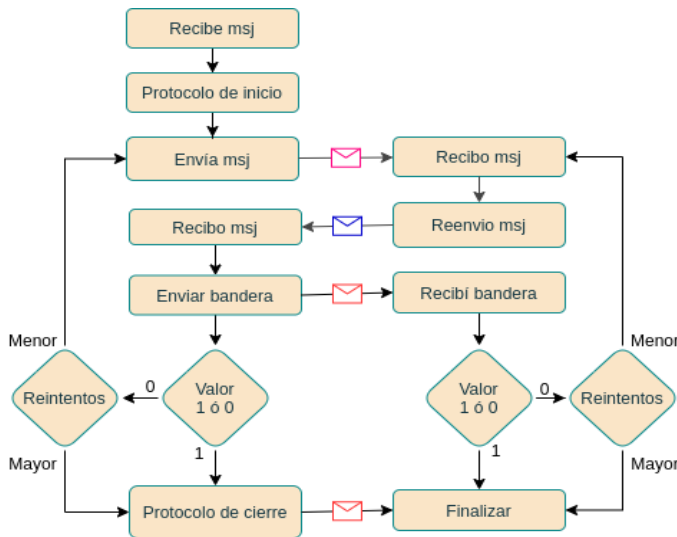 Recibe msj
Protocolo de inicio
Envía msj
Recibo msj
Recibo msj
Reenvio msj
Enviar bandera
Recibí bandera
Menor
Menor
Reintentos
0
Valor
1 ó 0
Valor
1 ó 0
0
Reintentos
Mayor
1
1
Mayor
Protocolo de cierre
Finalizar